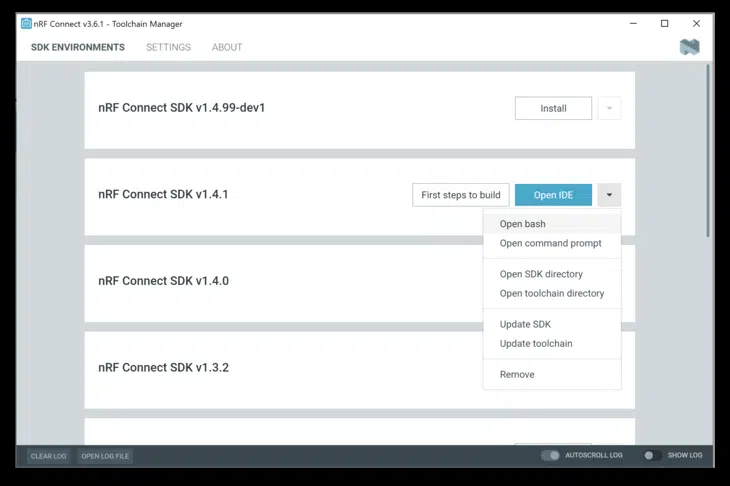 nRF Connect v3.6.1 - Toolchain Manager
SDK ENVIRONMENTS SETTINGS ABOUT
nRF Connect SDK v1.4.99-dev1 Install
nRF Connect SDK v1.4.1 First steps to build Open IDE
Open bash
Open command prompt
nRF Connect SDK v1.4.0
Open SDK directory
Open toolchain directory
Update SDK
Update toolchain
nRF Connect SDK v1.3.2
Remove
CLEAR LOG OPEN LOG FILE AUTOSCROLL LOG SHOW LOG